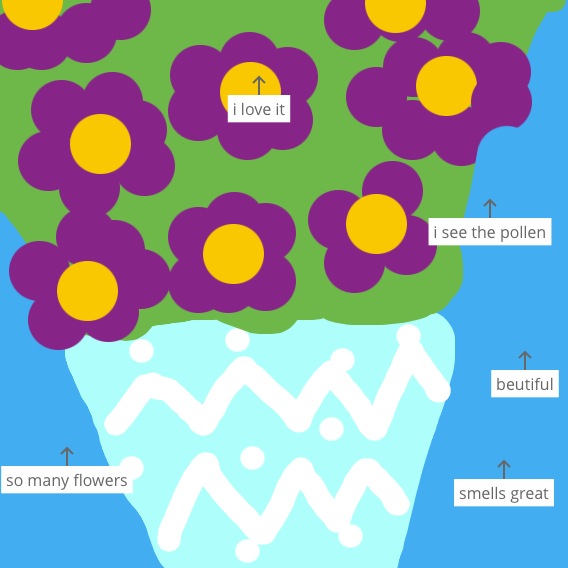 i love it
i see the pollen
beutiful
so many flowers
smells great